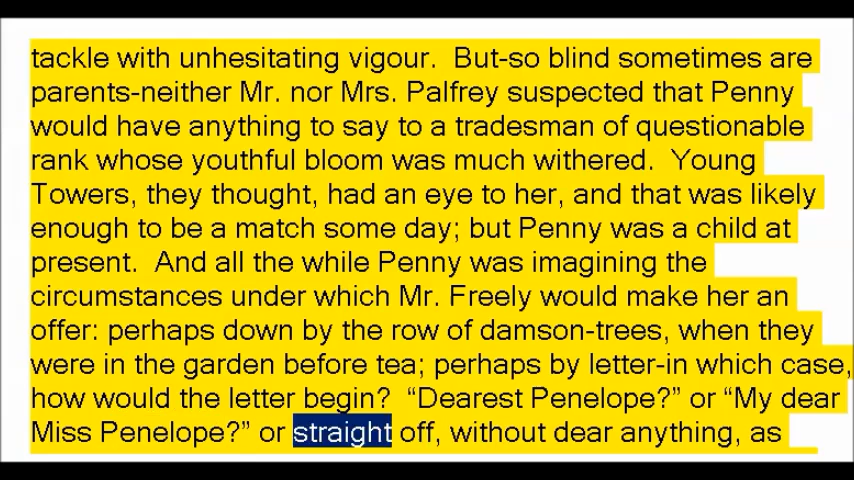 tackle with unhesitating vigour.  But-so blind sometimes are
parents-neither Mr. nor Mrs. Palfrey suspected that Penny
would have anything to say to a tradesman of questionable
rank whose youthful bloom was much withered.  Young
Towers, they thought, had an eye to her, and that was likely
enough to be a match some day; but Penny was a child at
present.  And all the while Penny was imagining the
circumstances under which Mr. Freely would make her an
offer: perhaps down by the row of damson-trees, when they
were in the garden before tea; perhaps by letter-in which case,
how would the letter begin?  “Dearest Penelope?” or “My dear
Miss Penelope?” or straight off, without dear anything, as